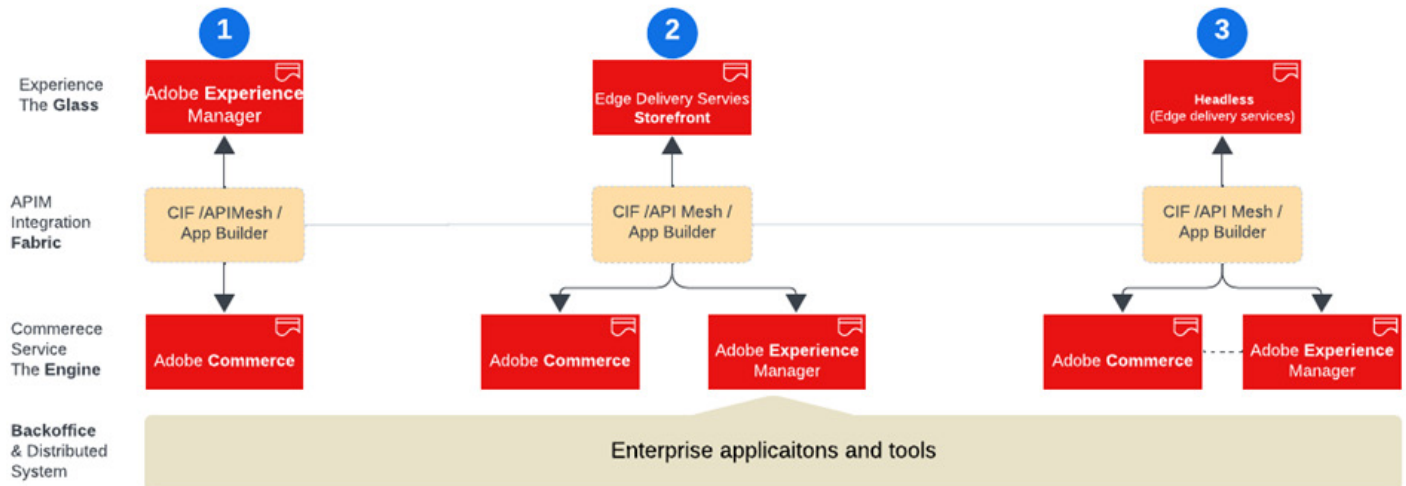 1
2
3
Experience
The Glass
Adobe Experience
Manager
Edge Delivery Servies
Storefront
Headless
(Edge delivery services)
APIM
Integration
Fabric
CIF /APIMesh /
App Builder
CIF /API Mesh /
App Builder
CIF /API Mesh /
App Builder
Commerece
Service
The Engine
Adobe Commerce
Adobe Commerce
Adobe Experience
Manager
Adobe Commerce
Adobe Experience
Manager
Backoffice
& Distributed
System
Enterprise applicaitons and tools